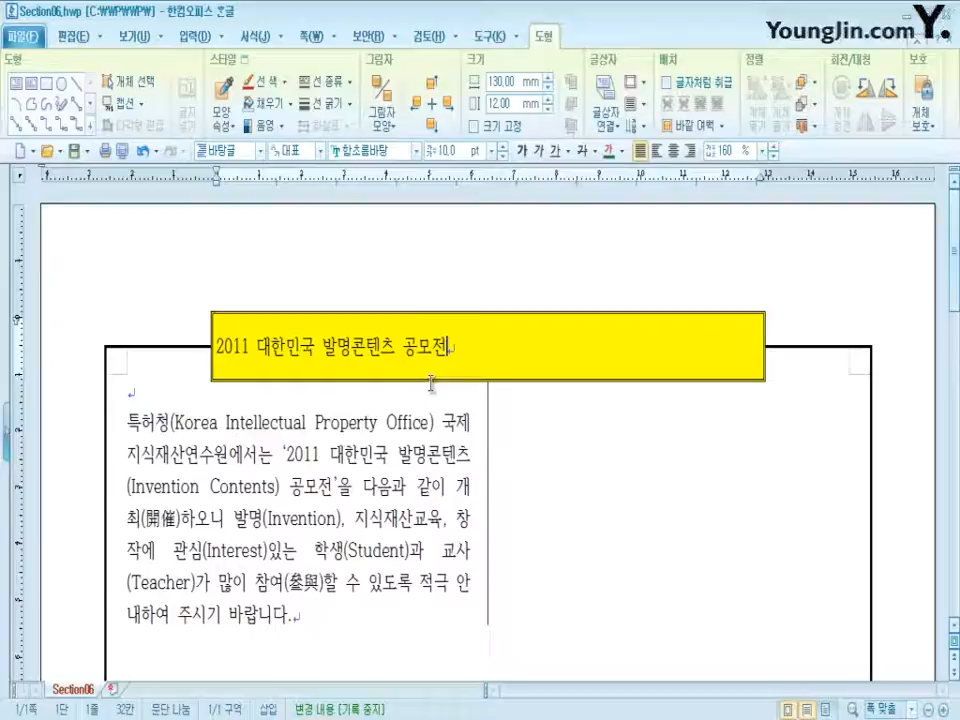 Section06.hwp [C:₩WPWPW] - 한컴오피스 한글
YoungJin.com Y.
파일(F) 편집(E) 보기(U) 입력(D) 서식(J) 쪽(W) 보안(B) 검토(H) 도구(K) 도형
도형 스타일 그림자 크기 글상자 배치 정렬 회전/대칭 보호
개체 선택 선 색 선 종류 130.00 mm 글자처럼 취급
캡션 모양 속성 채우기 선 굵기 그림자 모양 12.00 mm 글상자 연결 개체 보호
다각형 편집 음영 화살표 크기 고정 바깥 여백
바탕글 대표 함초롬바탕 10.0 pt 가 가 가 가 가 160 %
2011 대한민국 발명콘텐츠 공모전
특허청(Korea Intellectual Property Office) 국제
지식재산연수원에서는 ‘2011 대한민국 발명콘텐츠
(Invention Contents) 공모전’을 다음과 같이 개
최(開催)하오니 발명(Invention), 지식재산교육, 창
작에 관심(Interest)있는 학생(Student)과 교사
(Teacher)가 많이 참여(參與)할 수 있도록 적극 안
내하여 주시기 바랍니다.
Section06
1/1쪽 1단 1줄 32칸 문단 나눔 1/1 구역 삽입 변경 내용 [기록 중지] 폭 맞춤